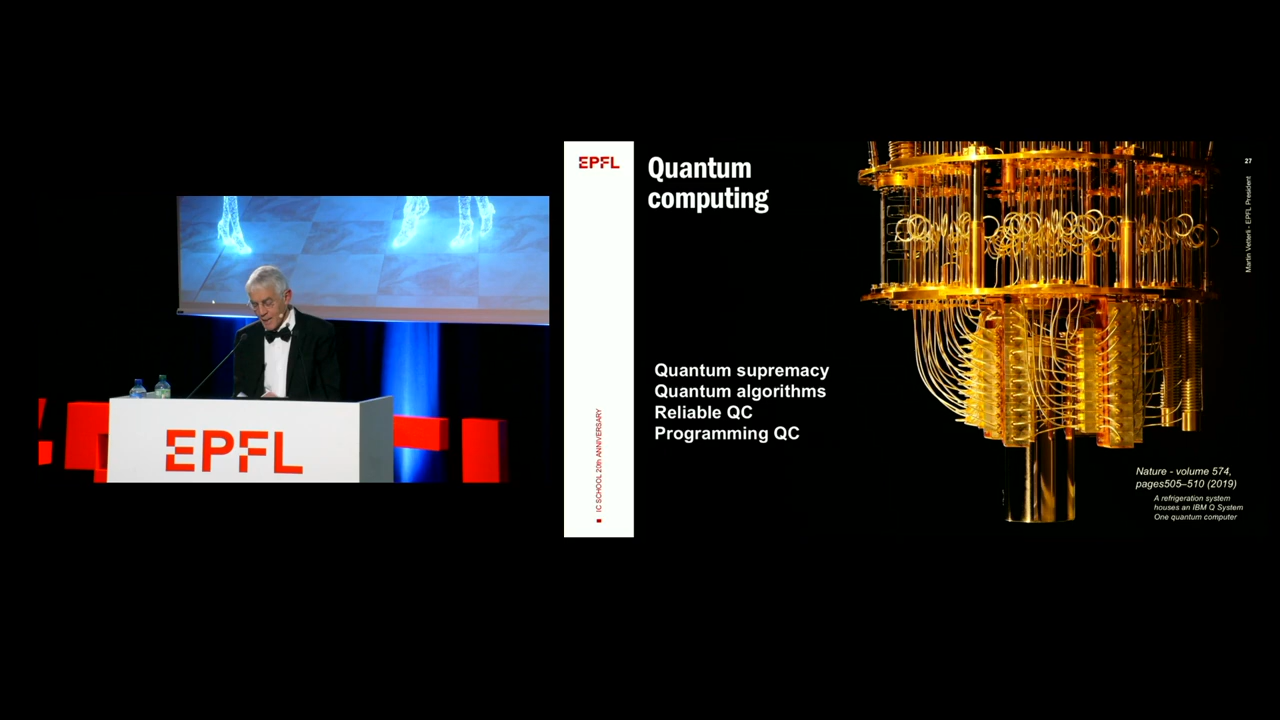 EPFL
EPFL
Quantum
computing
27
Martin Vetterli - EPFL President
Quantum supremacy
Quantum algorithms
Reliable QC
Programming QC
IC SCHOOL 20th ANNIVERSARY
Nature - volume 574,
pages505–510 (2019)
A refrigeration system
houses an IBM Q System
One quantum computer